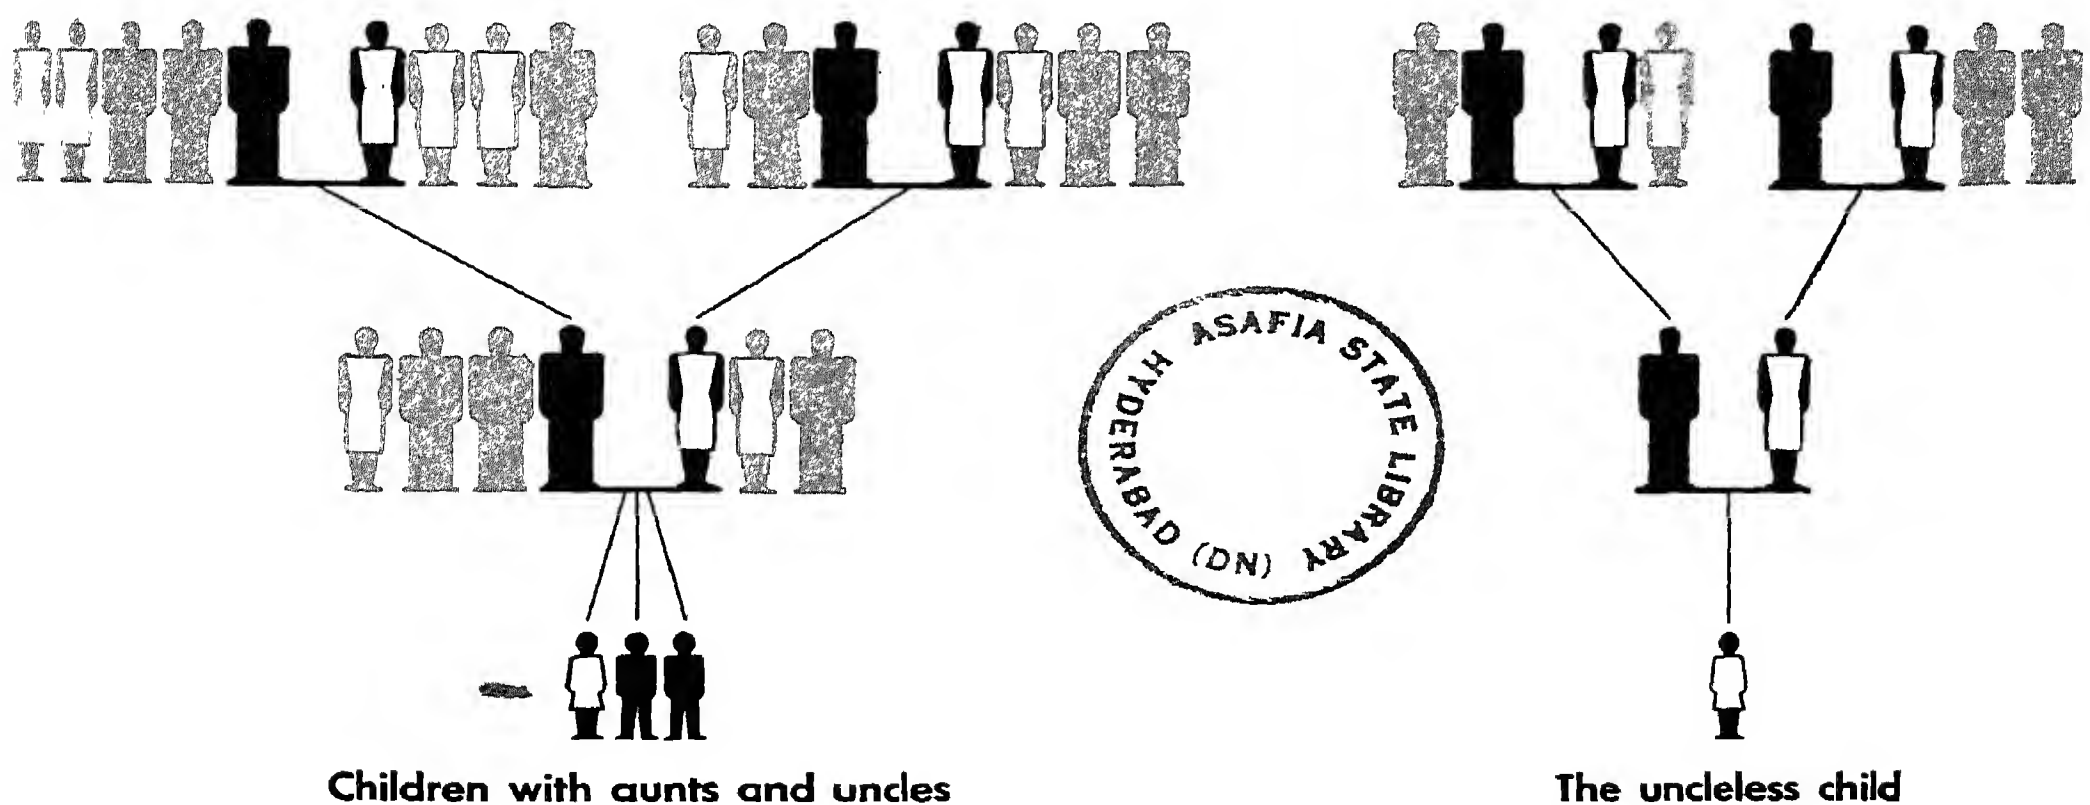 ASAFIA STATE LIBRARY
HYDERABAD (DN)
Children with aunts and uncles
The uncleless child